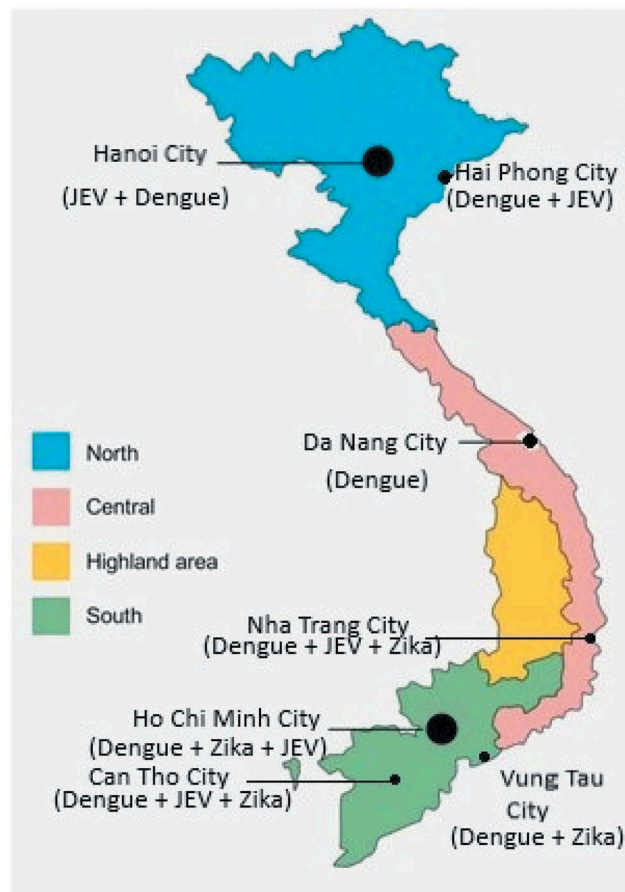 Hanoi City
(JEV + Dengue)
Hai Phong City
(Dengue + JEV)
Da Nang City
(Dengue)
North
Central
Highland area
South
Nha Trang City
(Dengue + JEV + Zika)
Ho Chi Minh City
(Dengue + Zika + JEV)
Can Tho City
(Dengue + JEV + Zika)
Vung Tau
City
(Dengue + Zika)